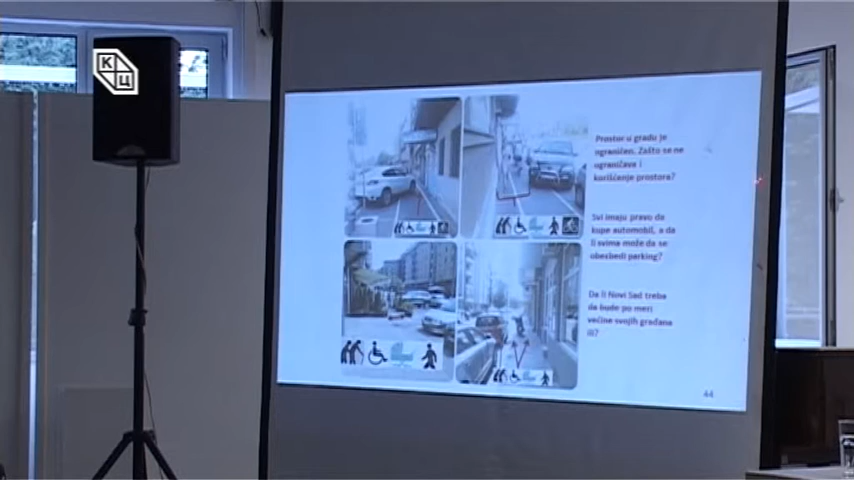 КЦ
Prostor u gradu je
ograničen. Zašto se ne
ograničava i
korišćenje prostora?
Svi imaju pravo da
kupe automobil, a da
li svima može da se
obezbedi parking?
Da li Novi Sad treba
da bude po meri
većine svojih građana
ili?
44